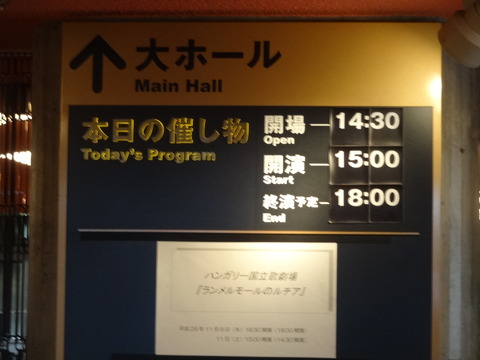 大ホール
Main Hall
本日の催し物
Today's Program
開場 14:30
Open
開演 15:00
Start
終演予定 18:00
End
ハンガリー国立歌劇場
『ランメルモールのルチア』